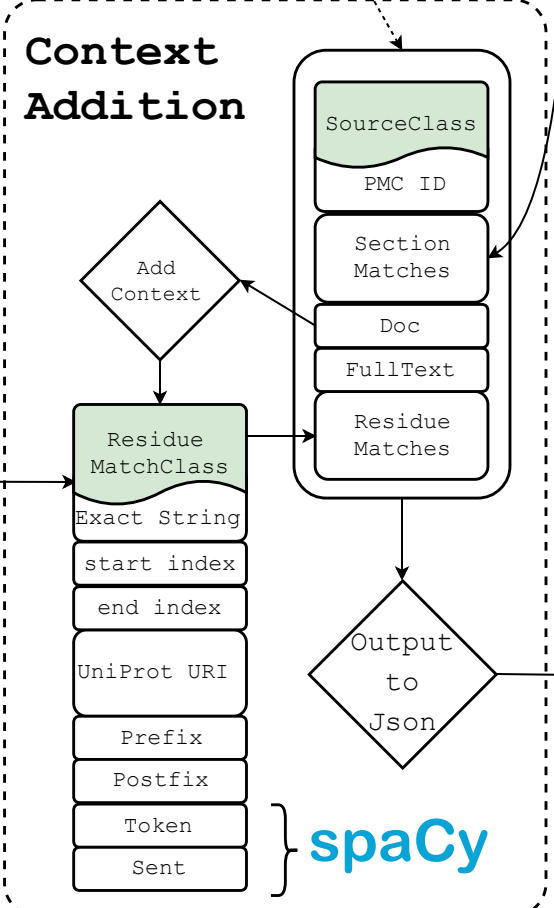 Context
Addition
SourceClass
PMC ID
Section
Matches
Doc
FullText
Residue
Matches
Add
Context
Residue
MatchClass
Exact String
start index
end index
UniProt URI
Prefix
Postfix
Token
Sent
spaCy
Output
to
Json